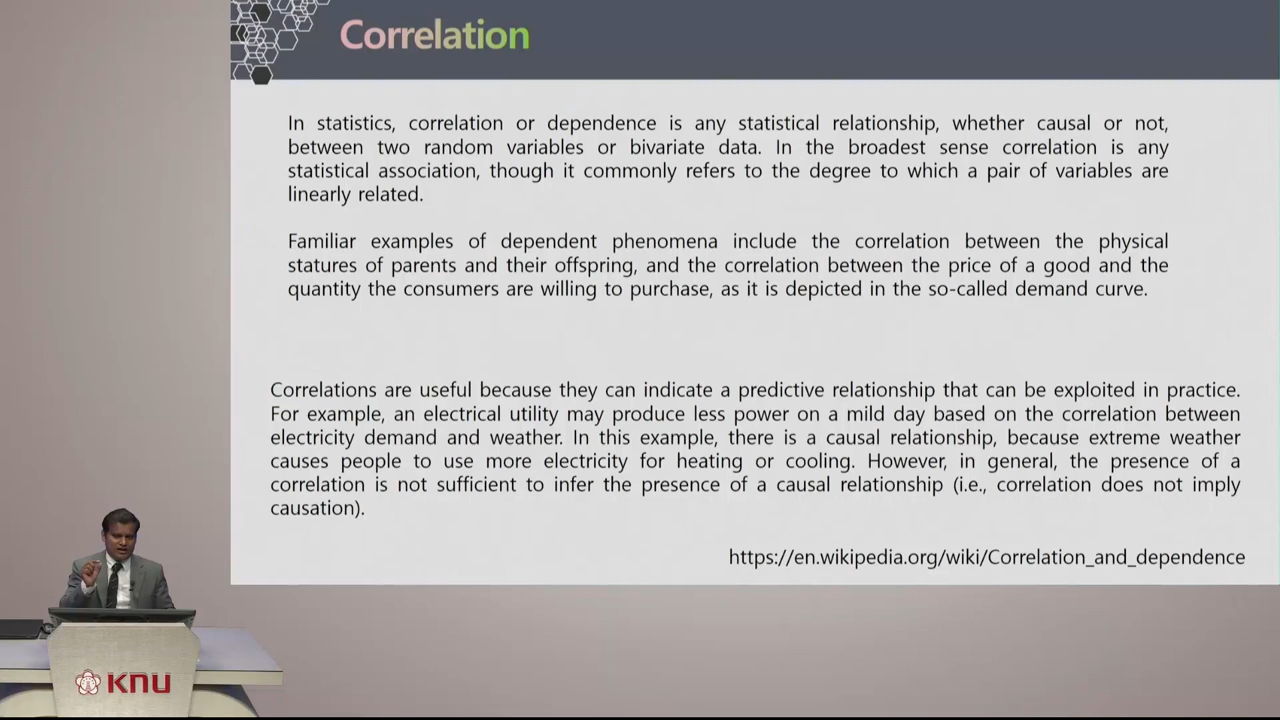 Correlation
In statistics, correlation or dependence is any statistical relationship, whether causal or not,
between two random variables or bivariate data. In the broadest sense correlation is any
statistical association, though it commonly refers to the degree to which a pair of variables are
linearly related.
Familiar examples of dependent phenomena include the correlation between the physical
statures of parents and their offspring, and the correlation between the price of a good and the
quantity the consumers are willing to purchase, as it is depicted in the so-called demand curve.
Correlations are useful because they can indicate a predictive relationship that can be exploited in practice.
For example, an electrical utility may produce less power on a mild day based on the correlation between
electricity demand and weather. In this example, there is a causal relationship, because extreme weather
causes people to use more electricity for heating or cooling. However, in general, the presence of a
correlation is not sufficient to infer the presence of a causal relationship (i.e., correlation does not imply
causation).
https://en.wikipedia.org/wiki/Correlation_and_dependence
KNU